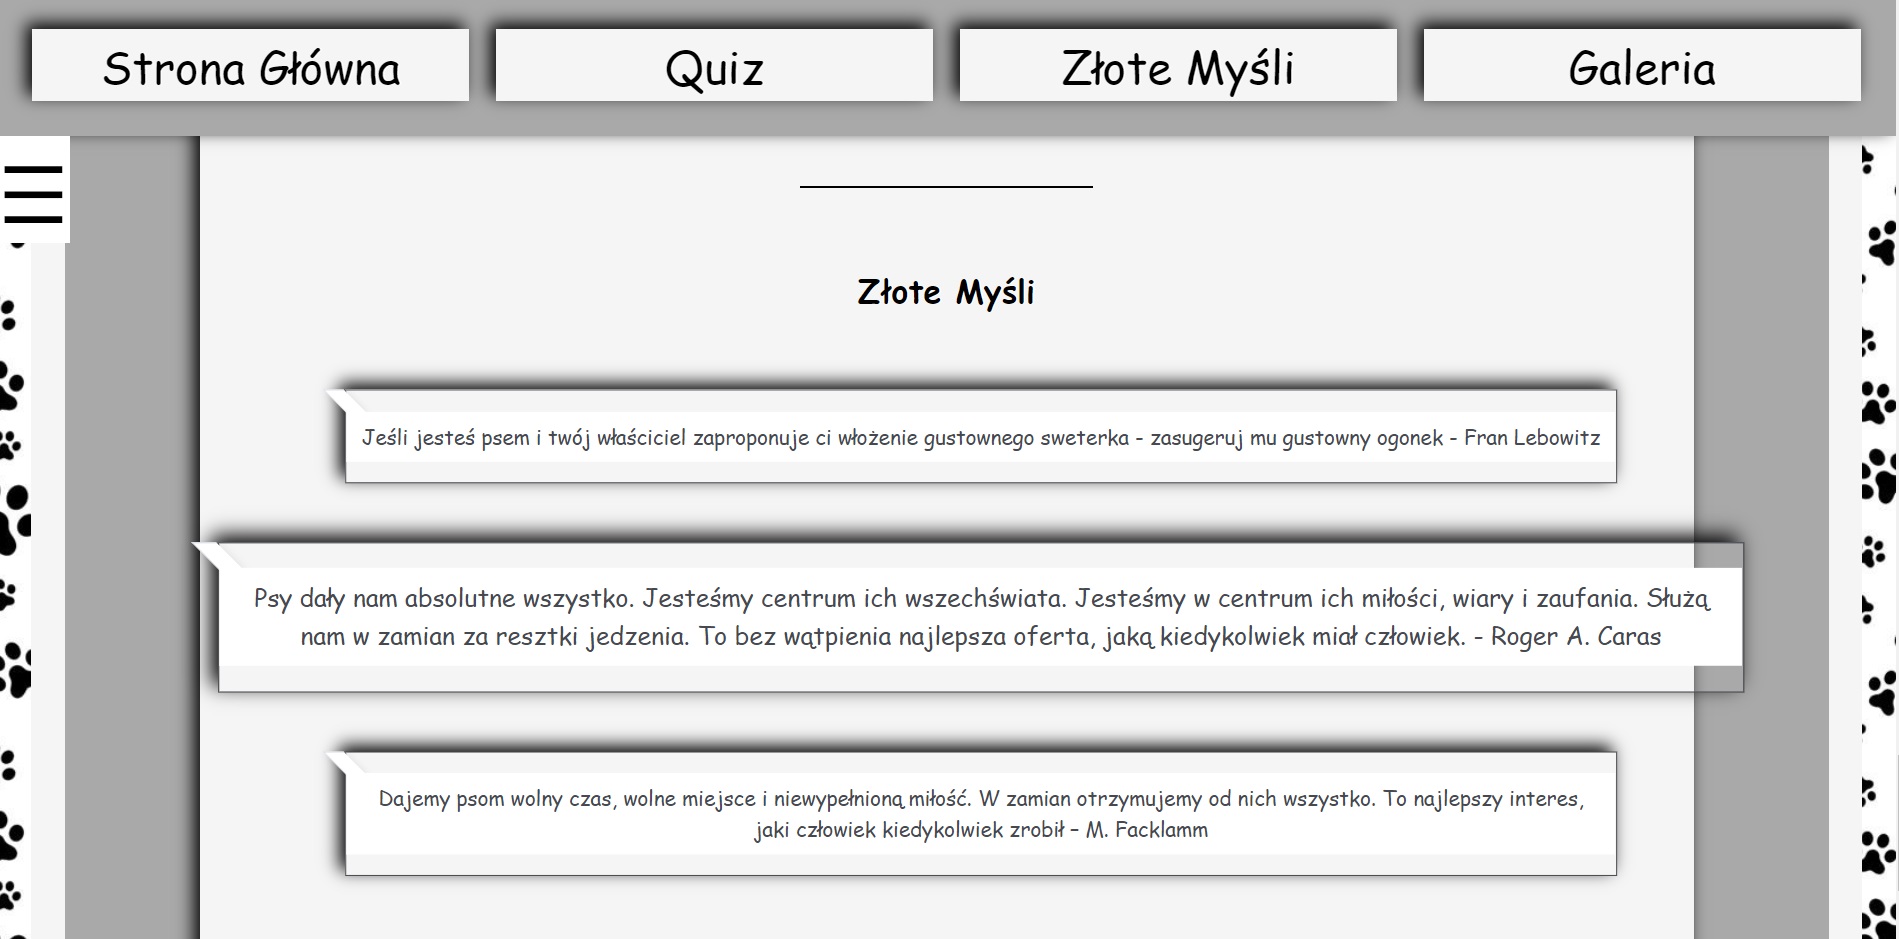 Strona Główna
Quiz
Złote Myśli
Galeria
Złote Myśli
Jeśli jesteś psem i twój właściciel zaproponuje ci włożenie gustownego sweterka - zasugeruj mu gustowny ogonek - Fran Lebowitz
Psy dały nam absolutne wszystko. Jesteśmy centrum ich wszechświata. Jesteśmy w centrum ich miłości, wiary i zaufania. Służą
nam w zamian za resztki jedzenia. To bez wątpienia najlepsza oferta, jaką kiedykolwiek miał człowiek. - Roger A. Caras
Dajemy psom wolny czas, wolne miejsce i niewypełnioną miłość. W zamian otrzymujemy od nich wszystko. To najlepszy interes,
jaki człowiek kiedykolwiek zrobił – M. Facklamm